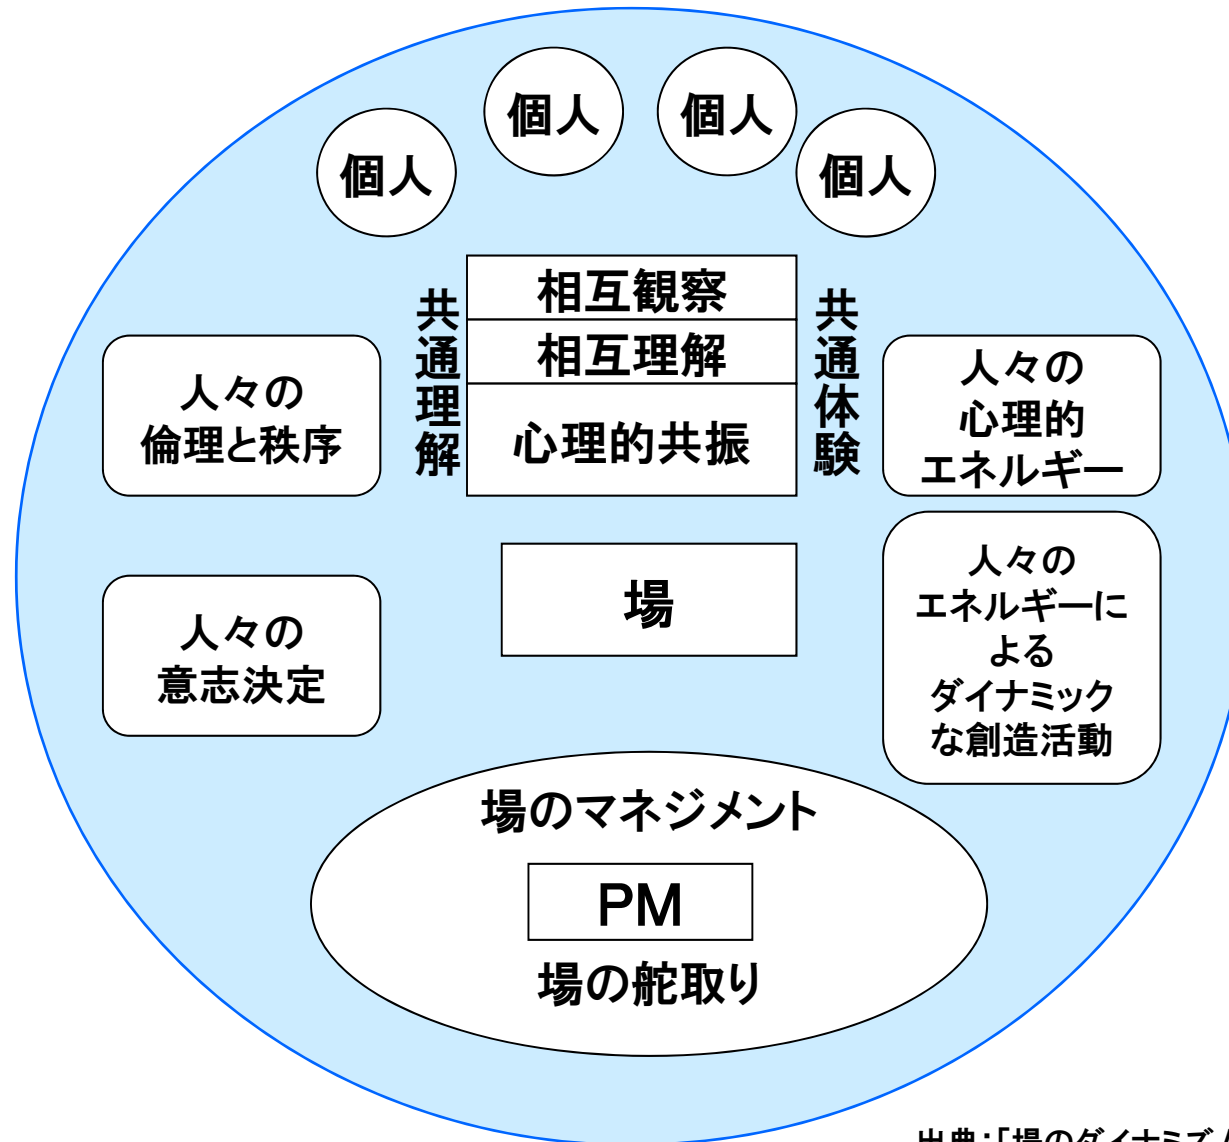 個人
個人
個人
個人
相互観察
相互理解
心理的共振
共通理解
共通体験
人々の
倫理と秩序
人々の
心理的
エネルギー
場
人々の
意志決定
人々の
エネルギーに
よる
ダイナミック
な創造活動
場のマネジメント
PM
場の舵取り
出典：「場のダイナミズ